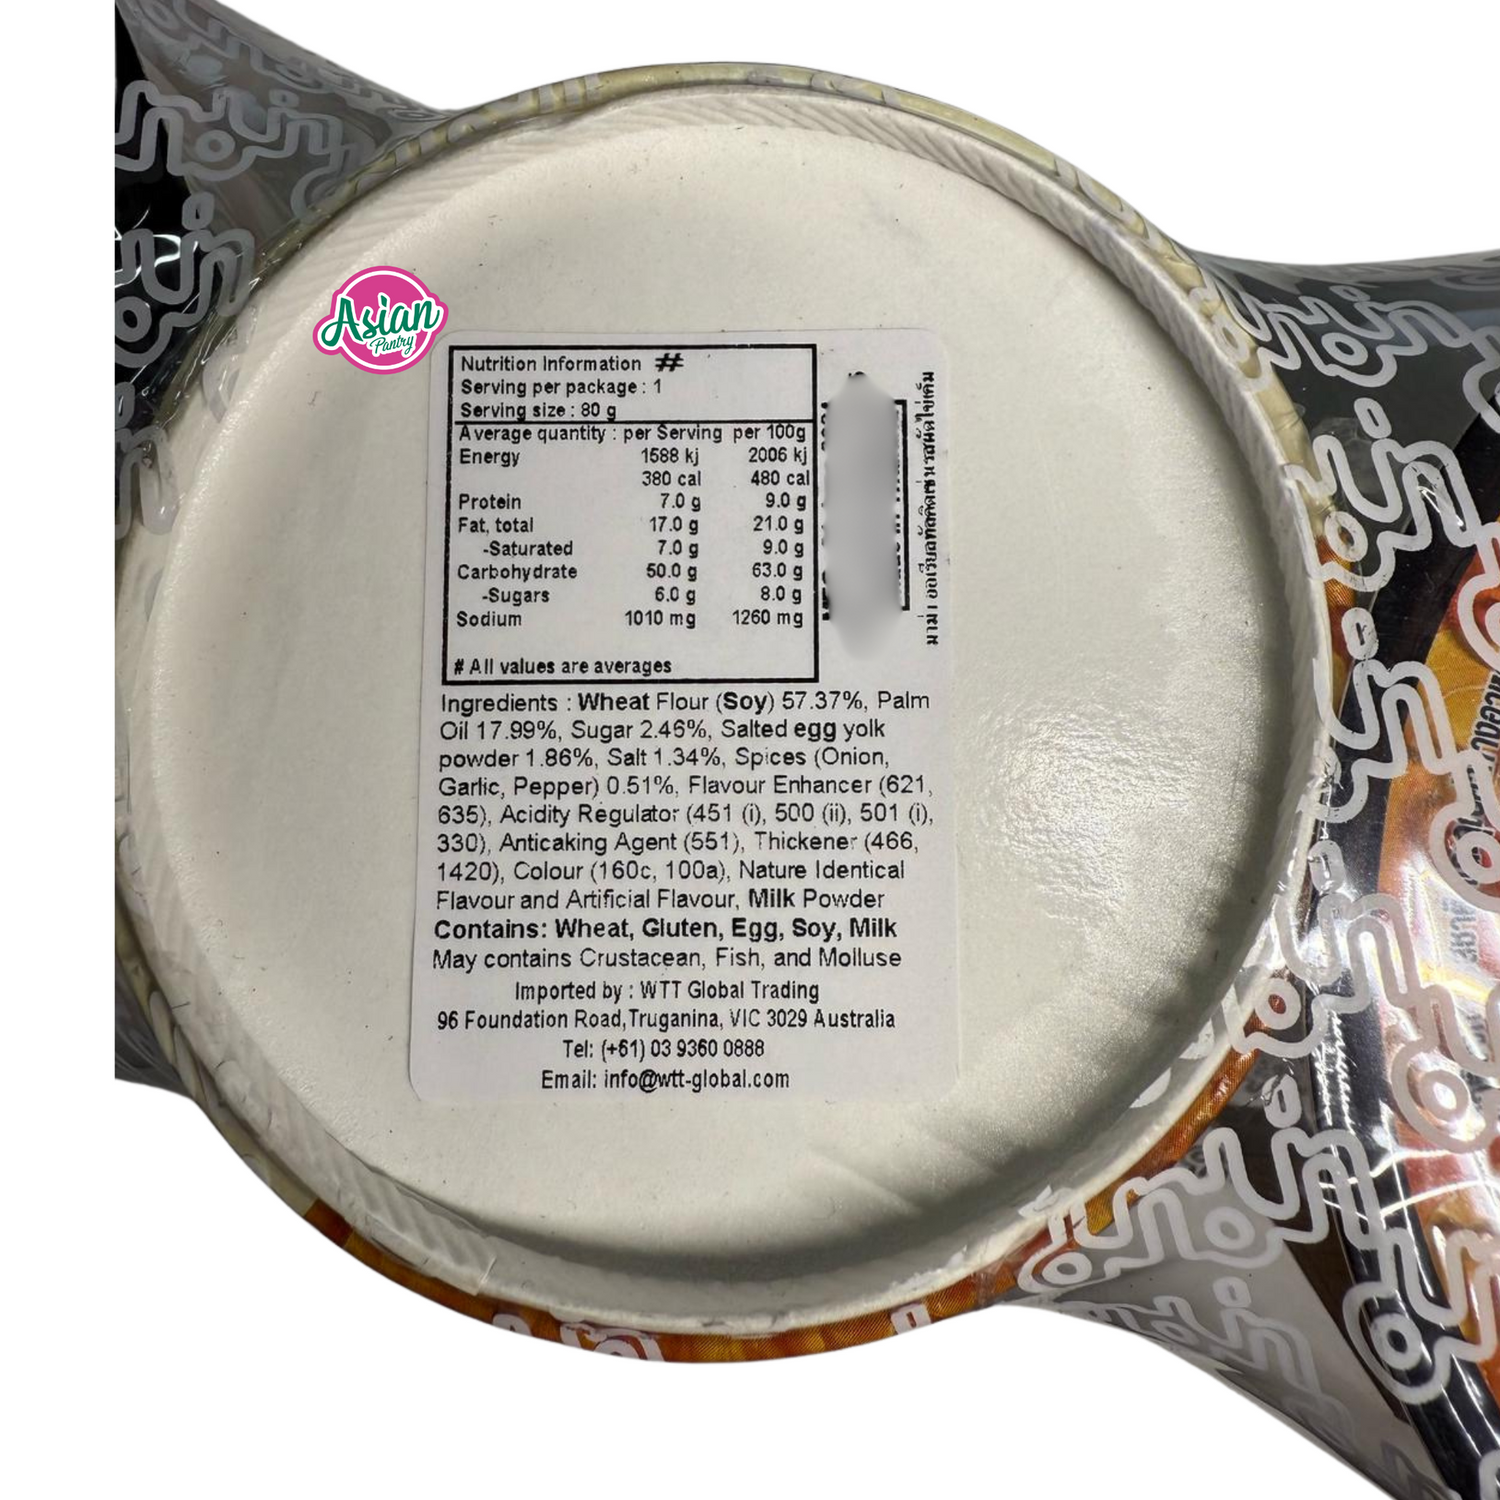 Asian
Pantry
Nutrition Information #
Serving per package : 1
Serving size : 80 g
Average quantity : per Serving per 100g
Energy 1588 kj 2006 kj
380 cal 480 cal
Protein 7.0 g 9.0 g
Fat, total 17.0 g 21.0 g
-Saturated 7.0 g 9.0 g
Carbohydrate 50.0 g 63.0 g
-Sugars 6.0 g 8.0 g
Sodium 1010 mg 1260 mg
# All values are averages
Ingredients : Wheat Flour (Soy) 57.37%, Palm
Oil 17.99%, Sugar 2.46%, Salted egg yolk
powder 1.86%, Salt 1.34%, Spices (Onion,
Garlic, Pepper) 0.51%, Flavour Enhancer (621,
635), Acidity Regulator (451 (i), 500 (ii), 501 (i),
330), Anticaking Agent (551), Thickener (466,
1420), Colour (160c, 100a), Nature Identical
Flavour and Artificial Flavour, Milk Powder
Contains: Wheat, Gluten, Egg, Soy, Milk
May contains Crustacean, Fish, and Molluse
Imported by : WTT Global Trading
96 Foundation Road,Truganina, VIC 3029 Australia
Tel: (+61) 03 9360 0888
Email: info@wtt-global.com